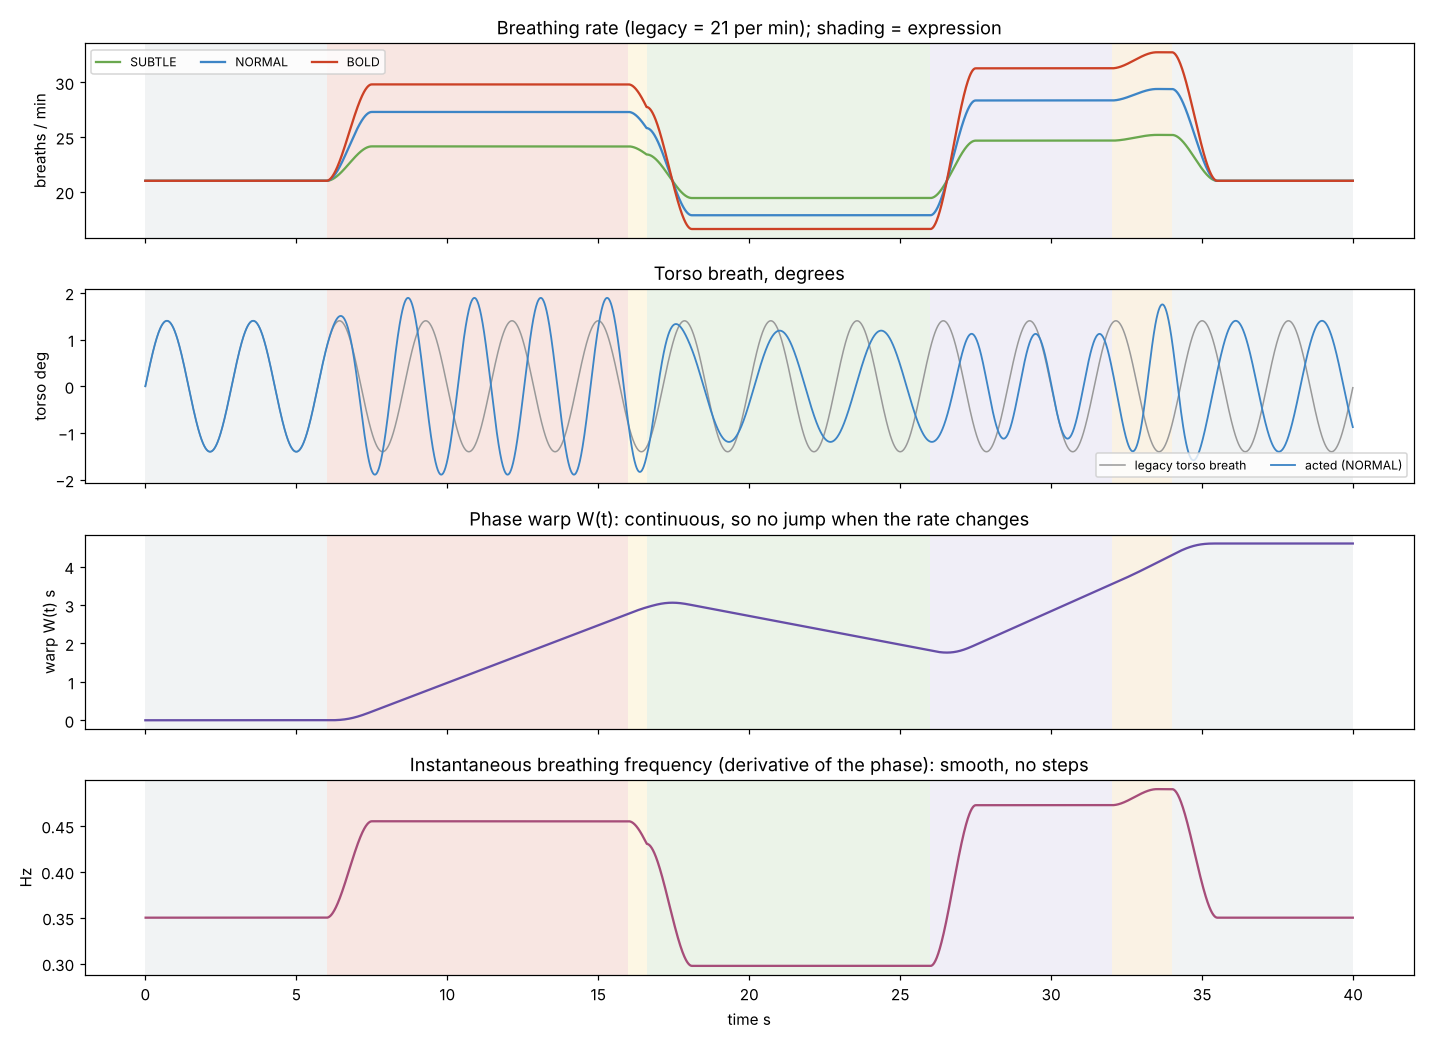 Breathing rate (legacy = 21 per min); shading = expression
SUBTLE NORMAL BOLD
breaths / min
30
25
20
Torso breath, degrees
torso deg
2
1
0
−1
−2
legacy torso breath acted (NORMAL)
Phase warp W(t): continuous, so no jump when the rate changes
warp W(t) s
4
3
2
1
0
Instantaneous breathing frequency (derivative of the phase): smooth, no steps
Hz
0.45
0.40
0.35
0.30
0 5 10 15 20 25 30 35 40
time s